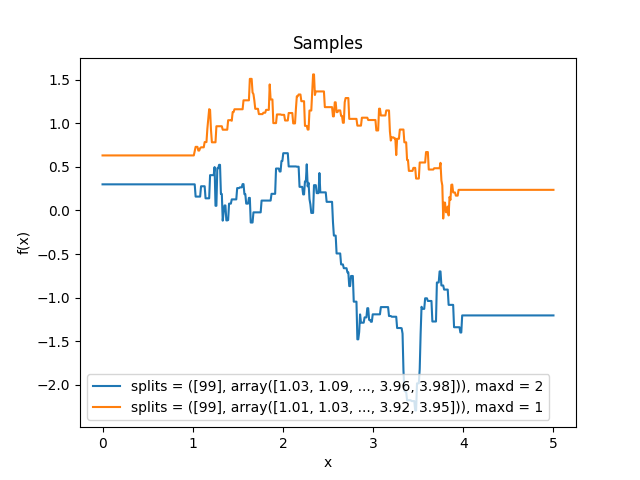 Samples
f(x)
1.5
1.0
0.5
0.0
−0.5
−1.0
−1.5
−2.0
splits = ([99], array([1.03, 1.09, ..., 3.96, 3.98])), maxd = 2
splits = ([99], array([1.01, 1.03, ..., 3.92, 3.95])), maxd = 1
0 1 2 3 4 5
x